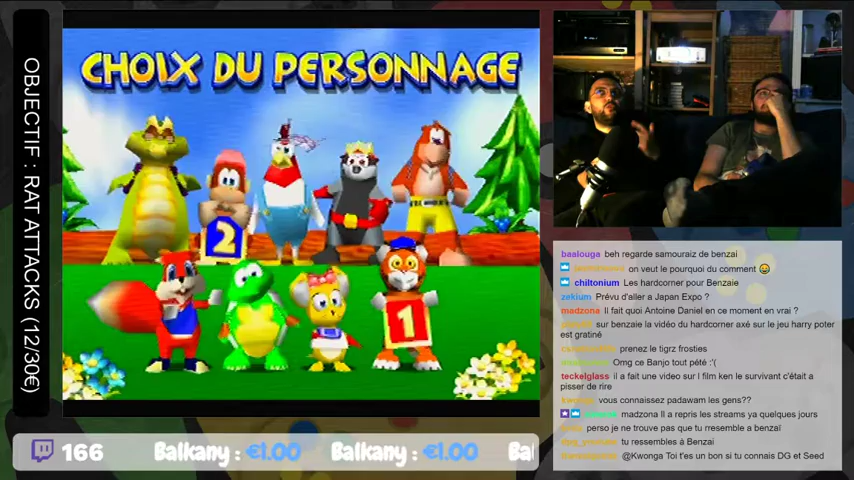 OBJECTIF : RAT ATTACKS (12/30€)
CHOIX DU PERSONNAGE
2
1
baaiouga beh regarde samouraiz de benzai
on veut le pourquoi du comment
chiltonium Les hardcorner pour Benzaie
zekium Prévu d'aller a Japan Expo ?
madzona Il fait quoi Antoine Daniel en ce moment en vrai ?
sur benzaie la vidéo du hardcorner axé sur le jeu harry poter
est gratiné
prenez le tigrz frosties
Omg ce Banjo tout pété :'(
teckelglass il a fait une video sur l film ken le survivant c'était a
pisser de rire
vous connaissez padawam les gens??
madzona Il a repris les streams ya quelques jours
perso je ne trouve pas que tu rresemble a benzaï
tu ressembles à Benzai
@Kwonga Toi t'es un bon si tu connais DG et Seed
166 Balkany : €1.00 Balkany : €1.00 Bal